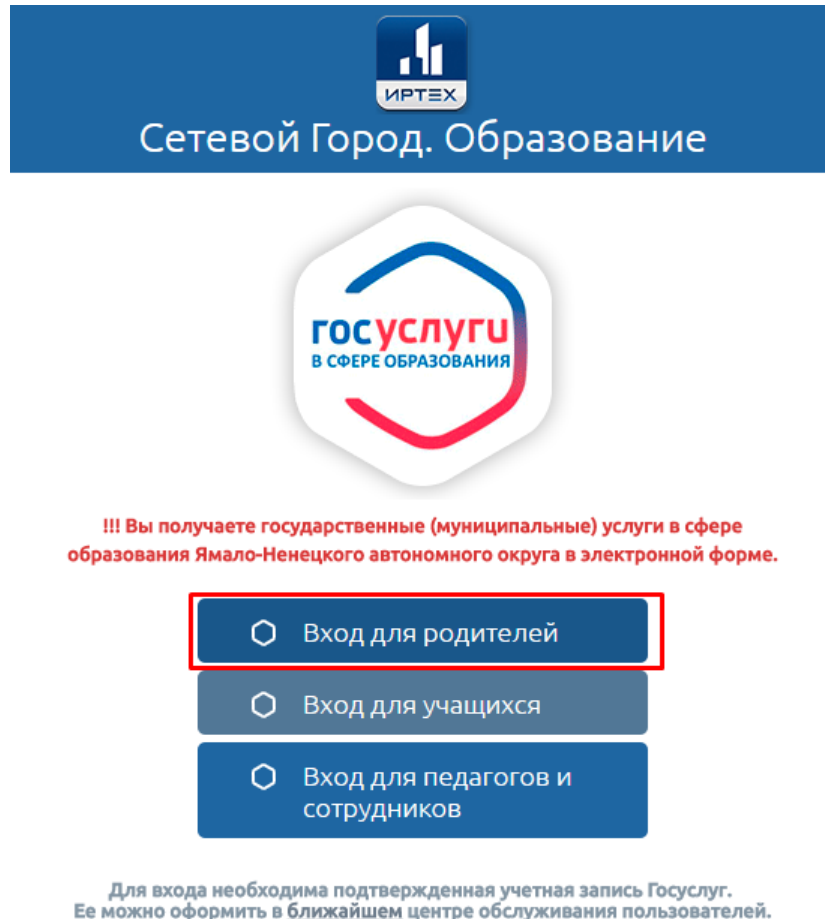 ИРТЕХ
Сетевой Город. Образование
госуслуги
В СФЕРЕ ОБРАЗОВАНИЯ
!!! Вы получаете государственные (муниципальные) услуги в сфере
образования Ямало-Ненецкого автономного округа в электронной форме.
Вход для родителей
Вход для учащихся
Вход для педагогов и
сотрудников
Для входа необходима подтвержденная учетная запись Госуслуг.
Ее можно оформить в ближайшем центре обслуживания пользователей.